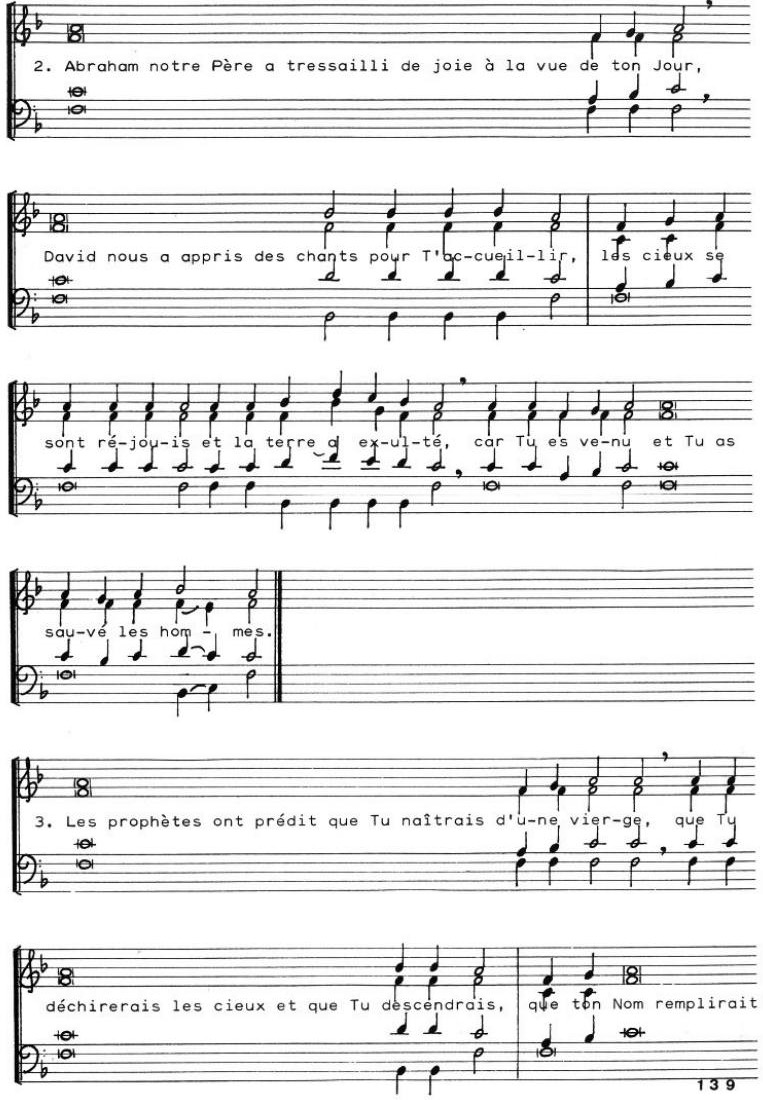 2. Abraham notre Père a tressailli de joie à la vue de ton Jour,
David nous a appris des chants pour T'ac-cueil-lir, les cieux se
sont ré-jou-is et la terre a ex-ul-té, car Tu es ve-nu et Tu as
sau-vé les hom - mes.
3. Les prophètes ont prédit que Tu naîtrais d'u-ne vier-ge, que Tu
déchirerais les cieux et que Tu descendrais, que ton Nom remplirait
139